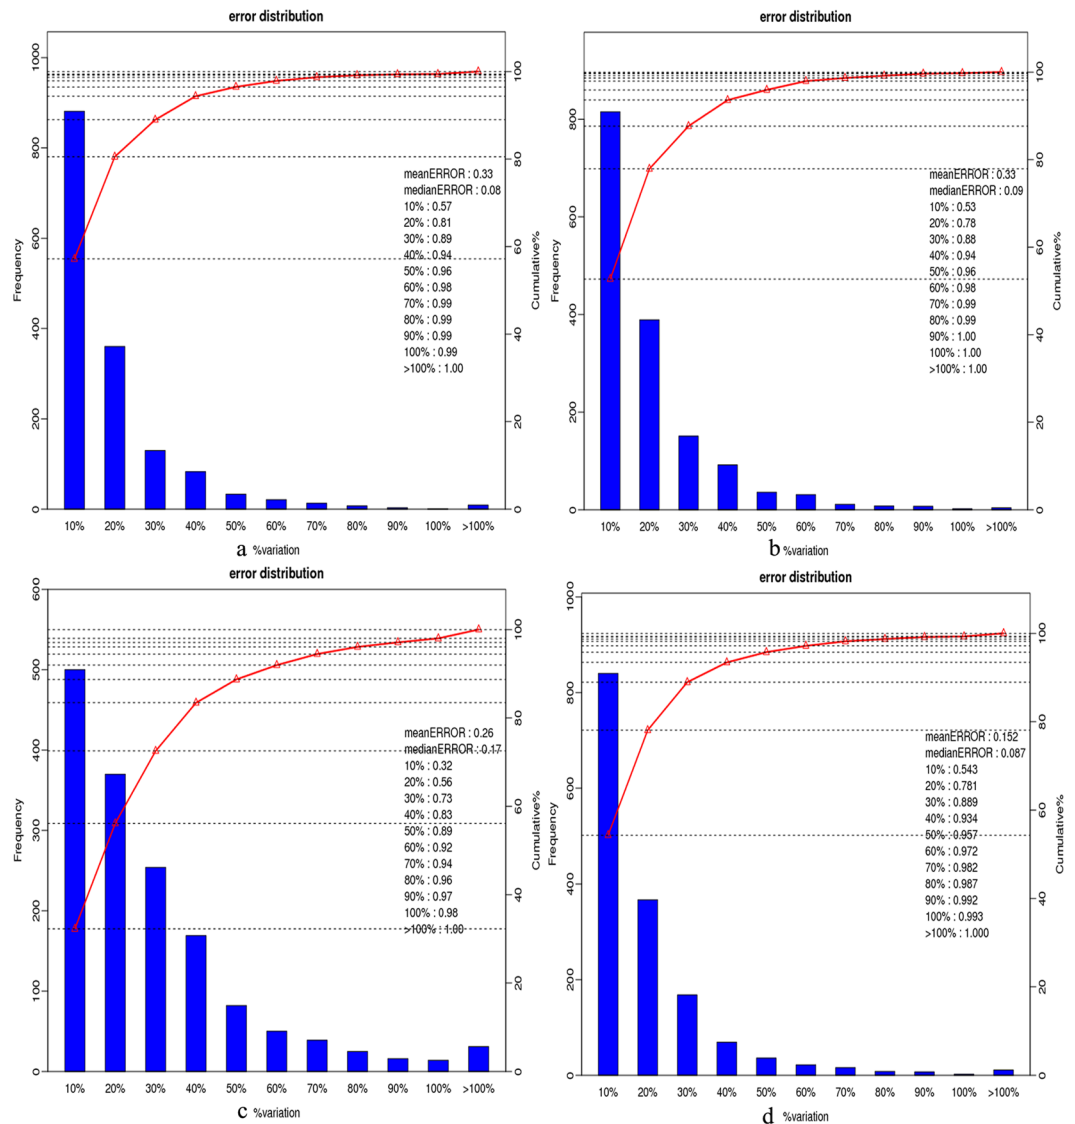 error distribution
1000
800
600
400
200
0
Frequency
100
80
60
40
20
0
Cumulative%
meanERROR : 0.33
medianERROR : 0.08
10% : 0.57
20% : 0.81
30% : 0.89
40% : 0.94
50% : 0.96
60% : 0.98
70% : 0.99
80% : 0.99
90% : 0.99
100% : 0.99
>100% : 1.00
10% 20% 30% 40% 50% 60% 70% 80% 90% 100% >100%
a %variation
error distribution
800
600
400
200
0
Frequency
100
80
60
40
20
0
Cumulative%
meanERROR : 0.33
medianERROR : 0.09
10% : 0.53
20% : 0.78
30% : 0.88
40% : 0.94
50% : 0.96
60% : 0.98
70% : 0.99
80% : 0.99
90% : 1.00
100% : 1.00
>100% : 1.00
10% 20% 30% 40% 50% 60% 70% 80% 90% 100% >100%
b %variation
error distribution
600
500
400
300
200
100
0
Frequency
100
80
60
40
20
0
Cumulative%
meanERROR : 0.26
medianERROR : 0.17
10% : 0.32
20% : 0.56
30% : 0.73
40% : 0.83
50% : 0.89
60% : 0.92
70% : 0.94
80% : 0.96
90% : 0.97
100% : 0.98
>100% : 1.00
10% 20% 30% 40% 50% 60% 70% 80% 90% 100% >100%
c %variation
error distribution
1000
800
600
400
200
0
Frequency
100
80
60
40
20
0
Cumulative%
meanERROR : 0.152
medianERROR : 0.087
10% : 0.543
20% : 0.781
30% : 0.889
40% : 0.934
50% : 0.957
60% : 0.972
70% : 0.982
80% : 0.987
90% : 0.992
100% : 0.993
>100% : 1.000
10% 20% 30% 40% 50% 60% 70% 80% 90% 100% >100%
d %variation